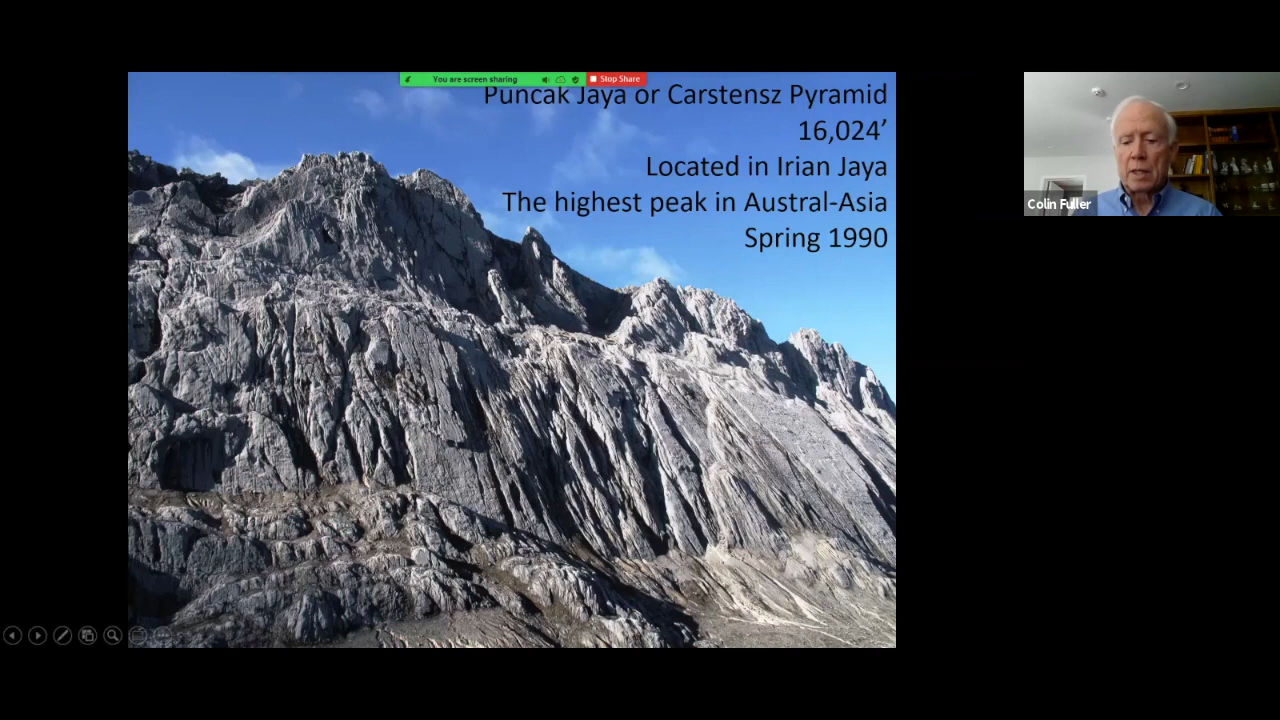 You are screen sharing
Stop Share
Puncak Jaya or Carstensz Pyramid
16,024’
Located in Irian Jaya
The highest peak in Austral-Asia
Spring 1990
Colin Fuller